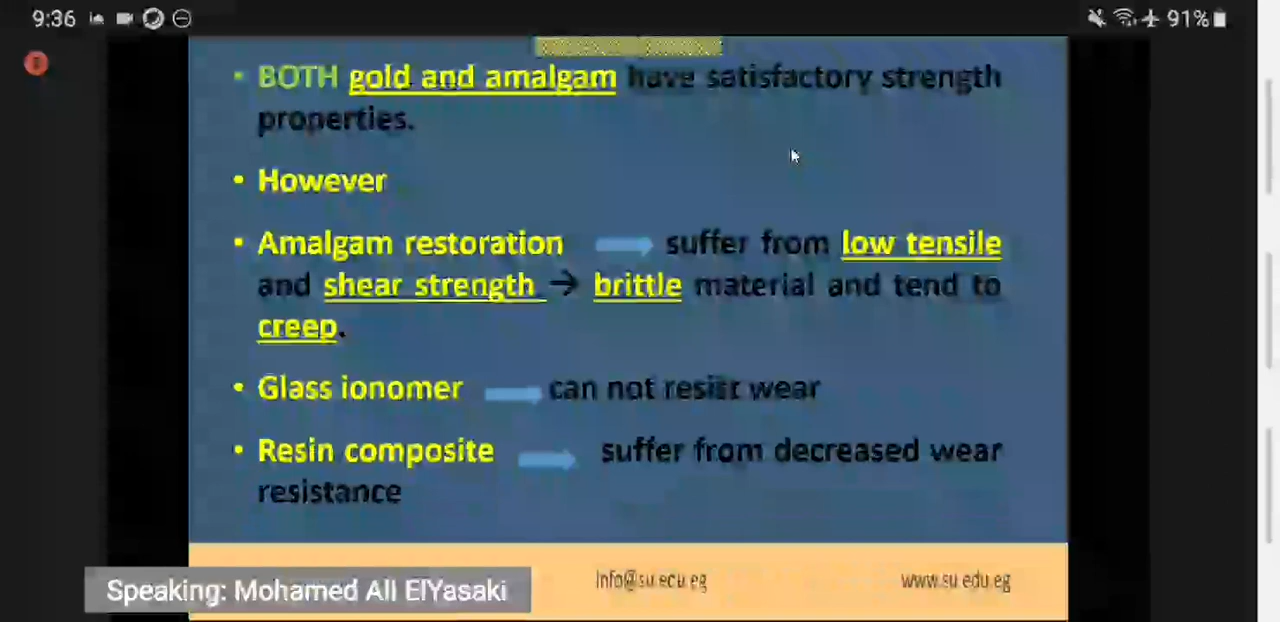 9:36
91%
• BOTH gold and amalgam have satisfactory strength
properties.
• However
• Amalgam restoration suffer from low tensile
and shear strength → brittle material and tend to
creep.
• Glass ionomer can not resist wear
• Resin composite suffer from decreased wear
resistance
Speaking: Mohamed Ali ElYasaki
Info@su.edu.eg
www.su.edu.eg